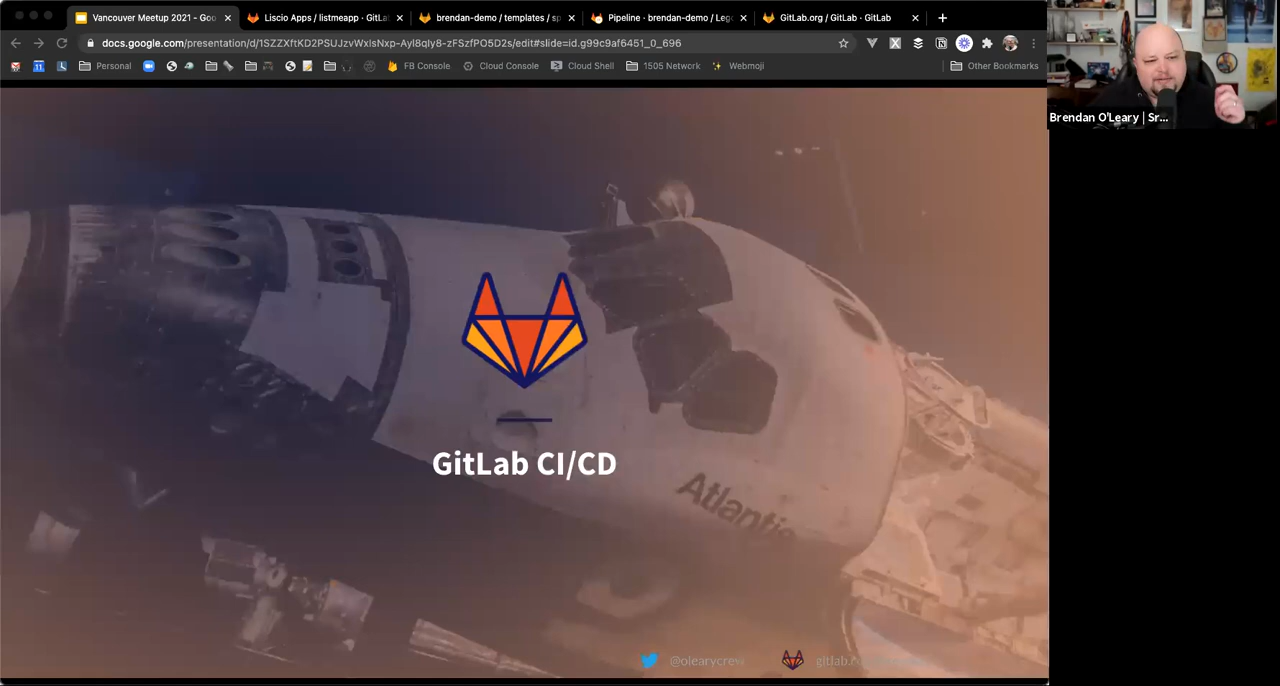 Vancouver Meetup 2021 - Goo
Liscio Apps / listmeapp · GitLa
brendan-demo / templates / sp
Pipeline · brendan-demo / Leg
GitLab.org / GitLab · GitLab
docs.google.com/presentation/d/1SZZXftKD2PSUJzvWxIsNxp-Ayl8qIy8-zFSzfPO5D2s/edit#slide=id.g99c9af6451_0_696
Personal
FB Console
Cloud Console
Cloud Shell
1505 Network
Webmoji
Other Bookmarks
Brendan O'Leary | Sr...
GitLab CI/CD
Atlantis
@olearycrew